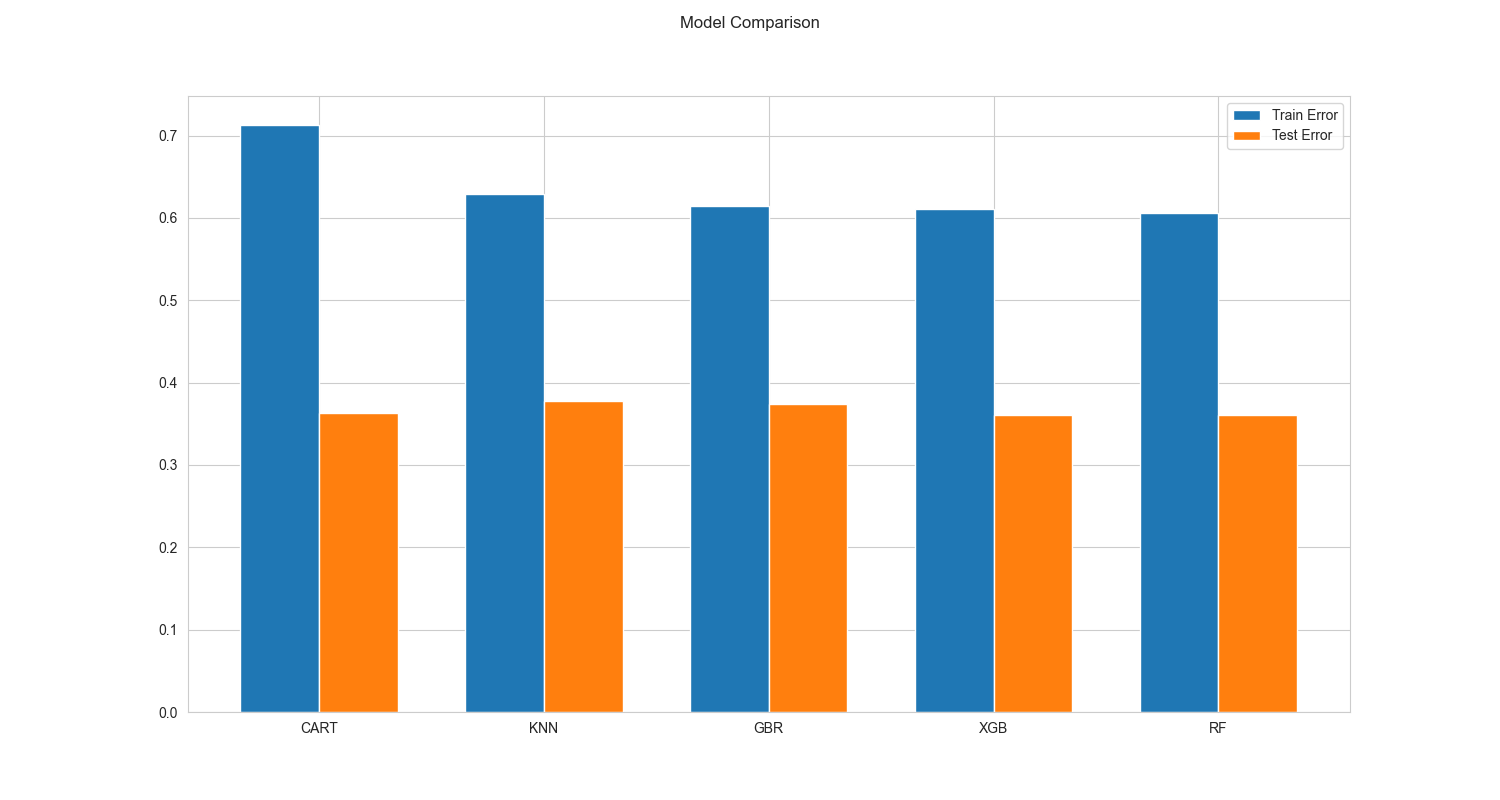 Model Comparison
Train Error
Test Error
0.7
0.6
0.5
0.4
0.3
0.2
0.1
0.0
CART
KNN
GBR
XGB
RF